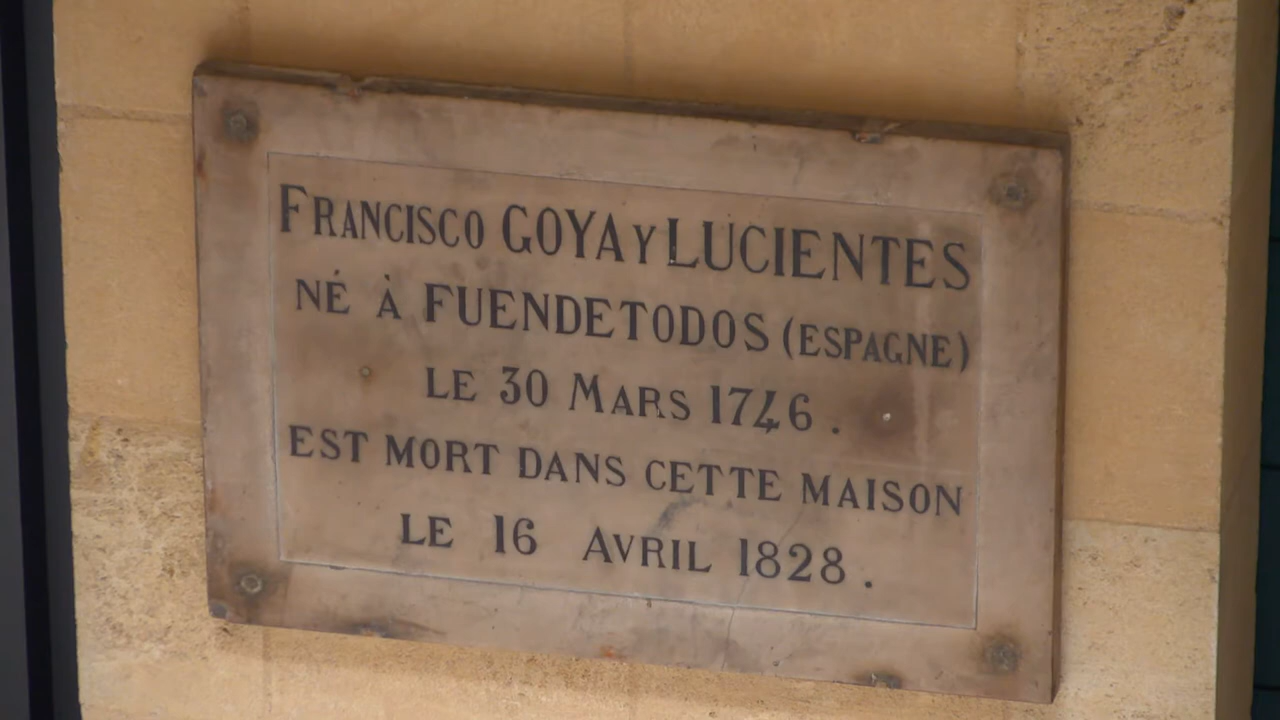 FRANCISCO GOYA Y LUCIENTES
NÉ À FUENDETODOS (ESPAGNE)
LE 30 MARS 1746.
EST MORT DANS CETTE MAISON
LE 16 AVRIL 1828.